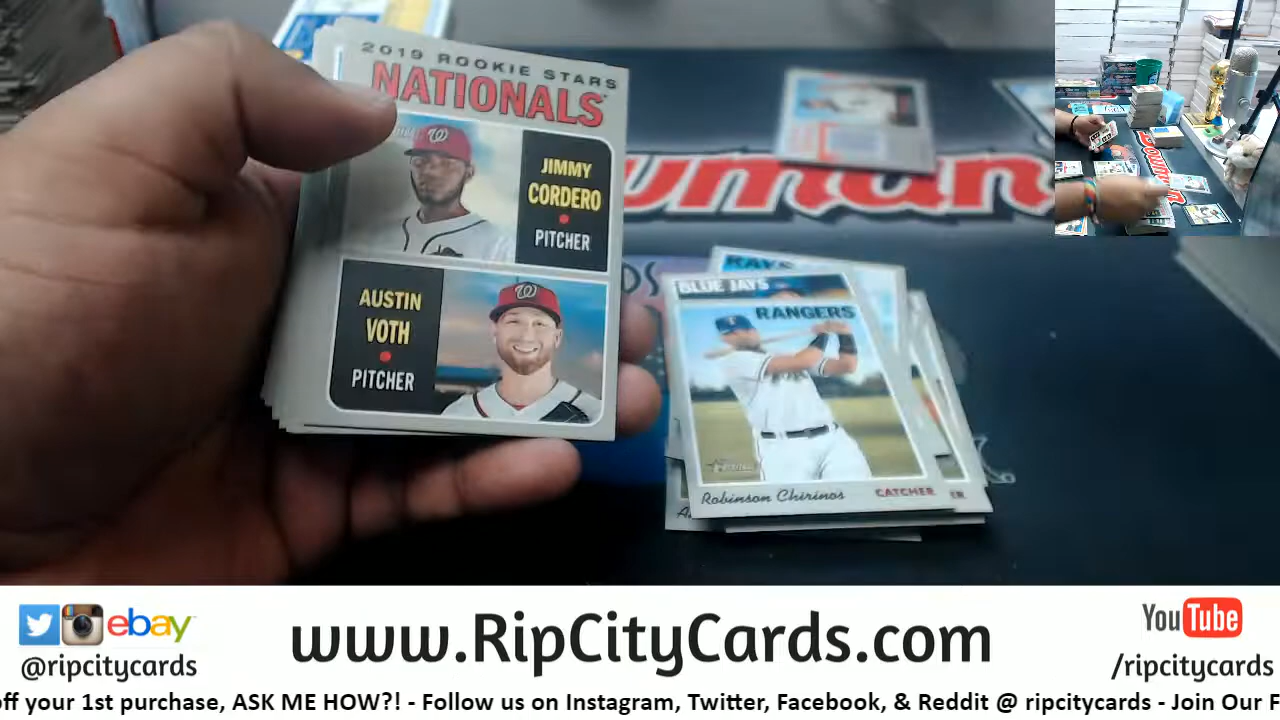 2019 ROOKIE STARS
NATIONALS
JIMMY
CORDERO
PITCHER
AUSTIN
VOTH
PITCHER
wman
RAYS
BLUE JAYS
RANGERS
Robinson Chirinos CATCHER
ER
ebay
@ripcitycards
www.RipCityCards.com
YouTube
/ripcitycards
off your 1st purchase, ASK ME HOW?! - Follow us on Instagram, Twitter, Facebook, & Reddit @ ripcitycards - Join Our F